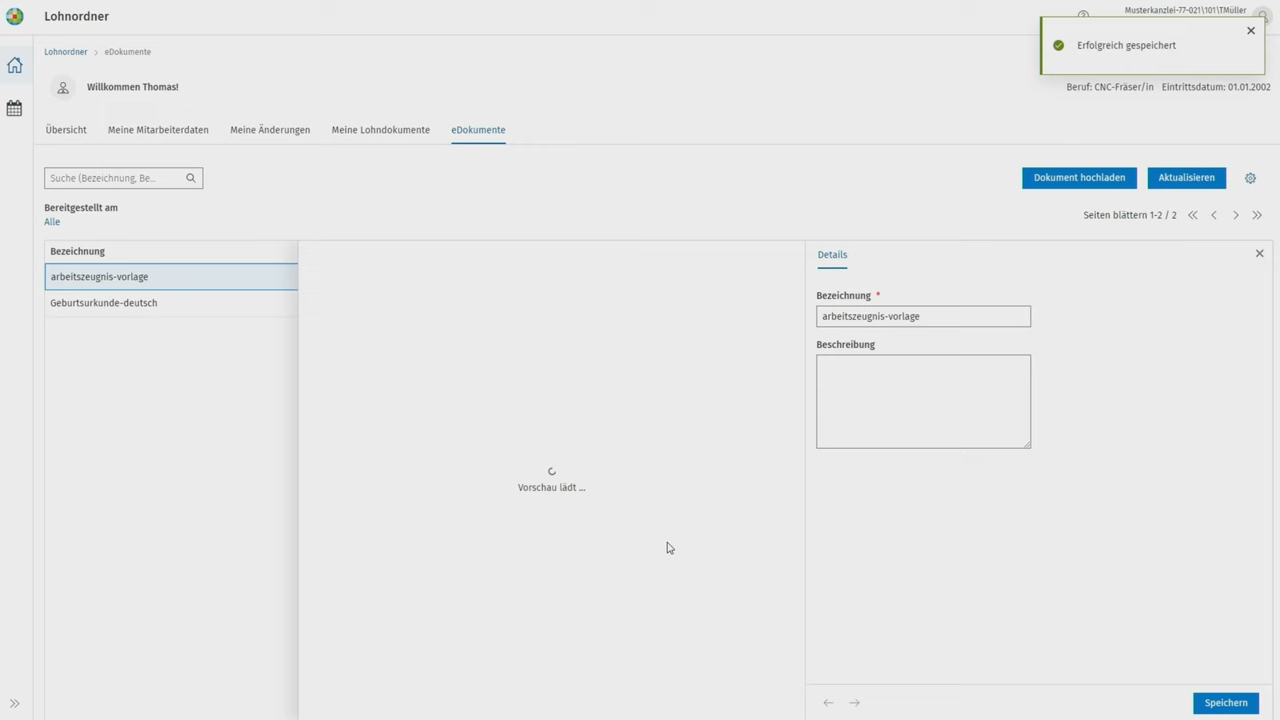 Lohnordner
Musterkanzlei-77-021\101\TMüller
Erfolgreich gespeichert
Lohnordner > eDokumente
Willkommen Thomas!
Beruf: CNC-Fräser/in Eintrittsdatum: 01.01.2002
Übersicht Meine Mitarbeiterdaten Meine Änderungen Meine Lohndokumente eDokumente
Suche (Bezeichnung, Be...
Dokument hochladen Aktualisieren
Bereitgestellt am
Alle
Seiten blättern 1-2 / 2
Bezeichnung
arbeitszeugnis-vorlage
Geburtsurkunde-deutsch
Vorschau lädt ...
Details
Bezeichnung *
arbeitszeugnis-vorlage
Beschreibung
Speichern